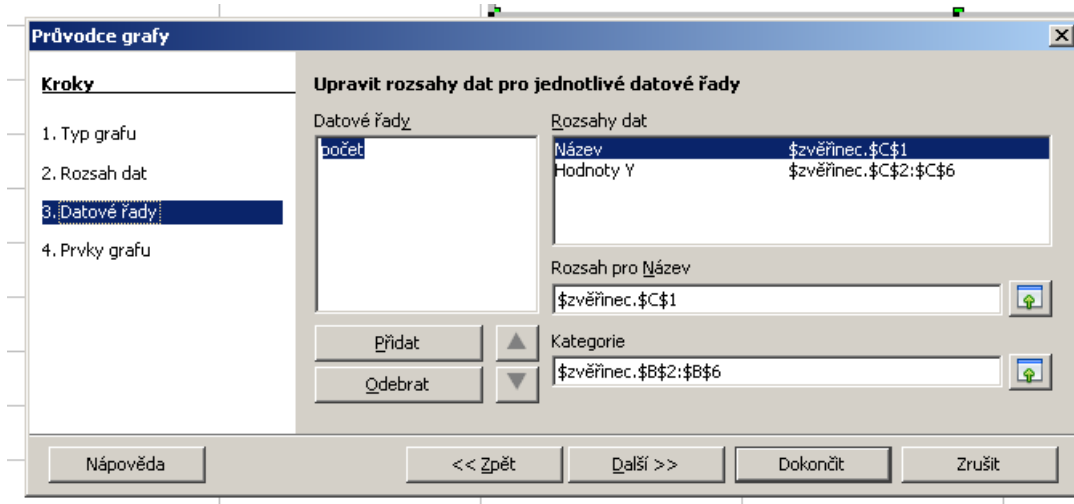 Průvodce grafy
Kroky
1. Typ grafu
2. Rozsah dat
3. Datové řady
4. Prvky grafu
Upravit rozsahy dat pro jednotlivé datové řady
Datové řady
počet
Přidat
Odebrat
Rozsahy dat
Název $zvěřinec.$C$1
Hodnoty Y $zvěřinec.$C$2:$C$6
Rozsah pro Název
$zvěřinec.$C$1
Kategorie
$zvěřinec.$B$2:$B$6
Nápověda
<< Zpět
Další >>
Dokončit
Zrušit